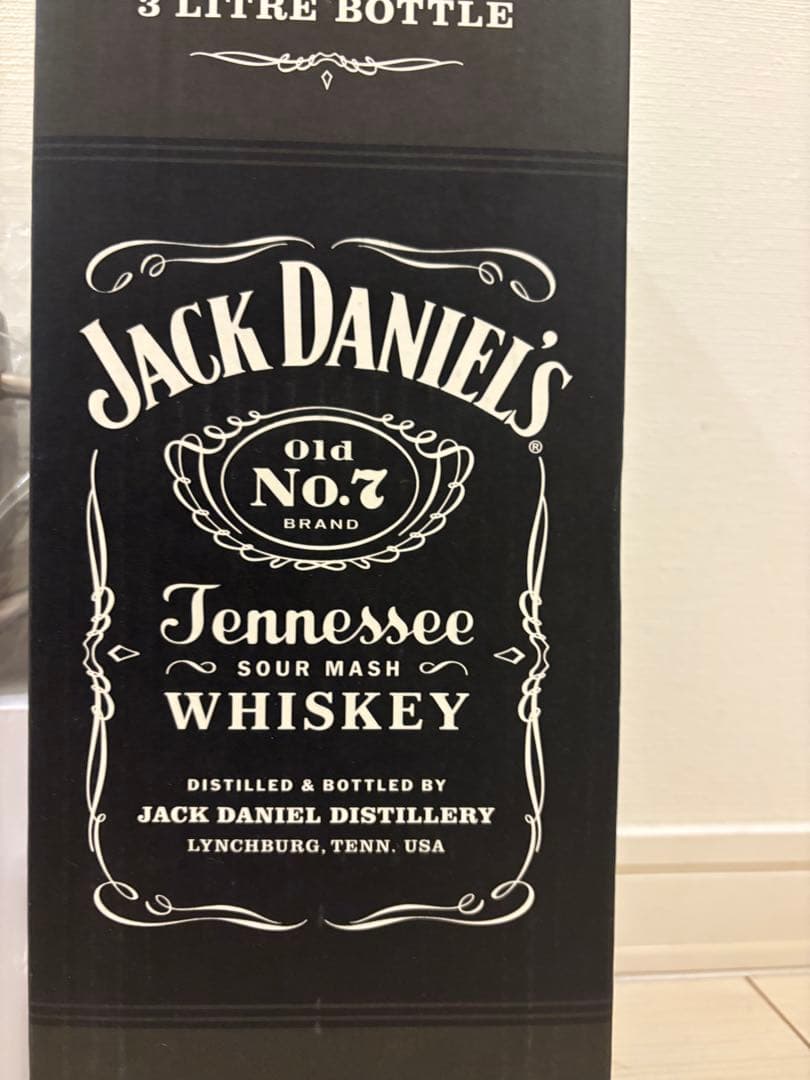 3 LITRE BOTTLE
JACK DANIEL'S
®
Old
No.7
BRAND
Tennessee
SOUR MASH
WHISKEY
DISTILLED & BOTTLED BY
JACK DANIEL DISTILLERY
LYNCHBURG, TENN. USA